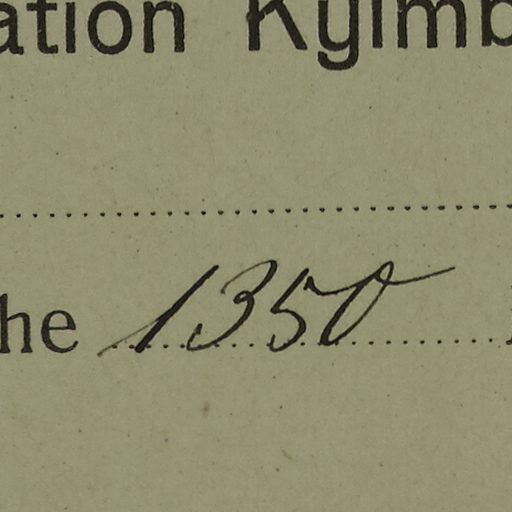 ation Kylmb
he 1350